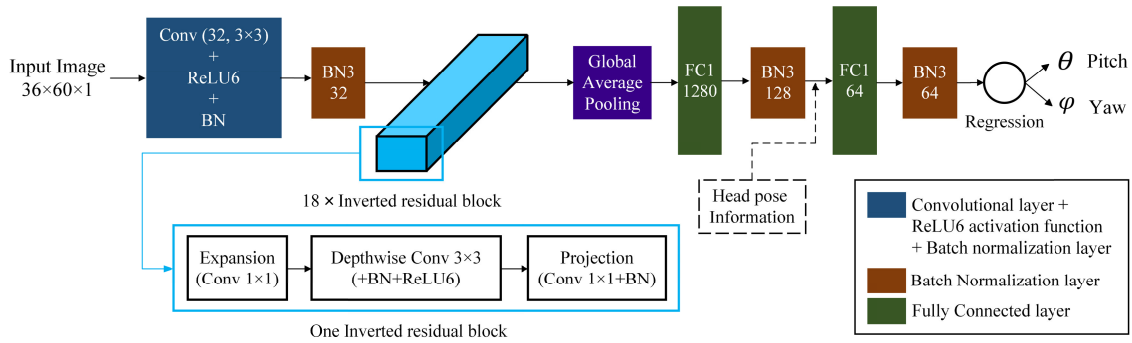 Input Image
36×60×1
Conv (32, 3×3)
+
ReLU6
+
BN
BN3
32
18 × Inverted residual block
Global
Average
Pooling
FC1
1280
BN3
128
Head pose
Information
FC1
64
BN3
64
Regression
θ Pitch
φ Yaw
Expansion
(Conv 1×1)
Depthwise Conv 3×3
(+BN+ReLU6)
Projection
(Conv 1×1+BN)
One Inverted residual block
Convolutional layer +
ReLU6 activation function
+ Batch normalization layer
Batch Normalization layer
Fully Connected layer